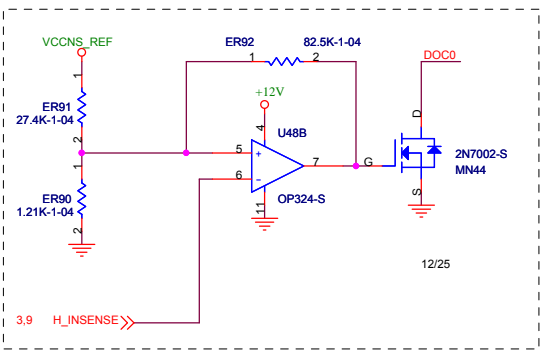 VCCNS_REF
ER92 82.5K-1-04
1 2
DOC0
+12V
1
ER91
27.4K-1-04
2
4
U48B
D
5 +
7
G
2N7002-S
MN44
6 -
1
ER90
1.21K-1-04
2
OP324-S
11
S
12/25
3,9 H_INSENSE